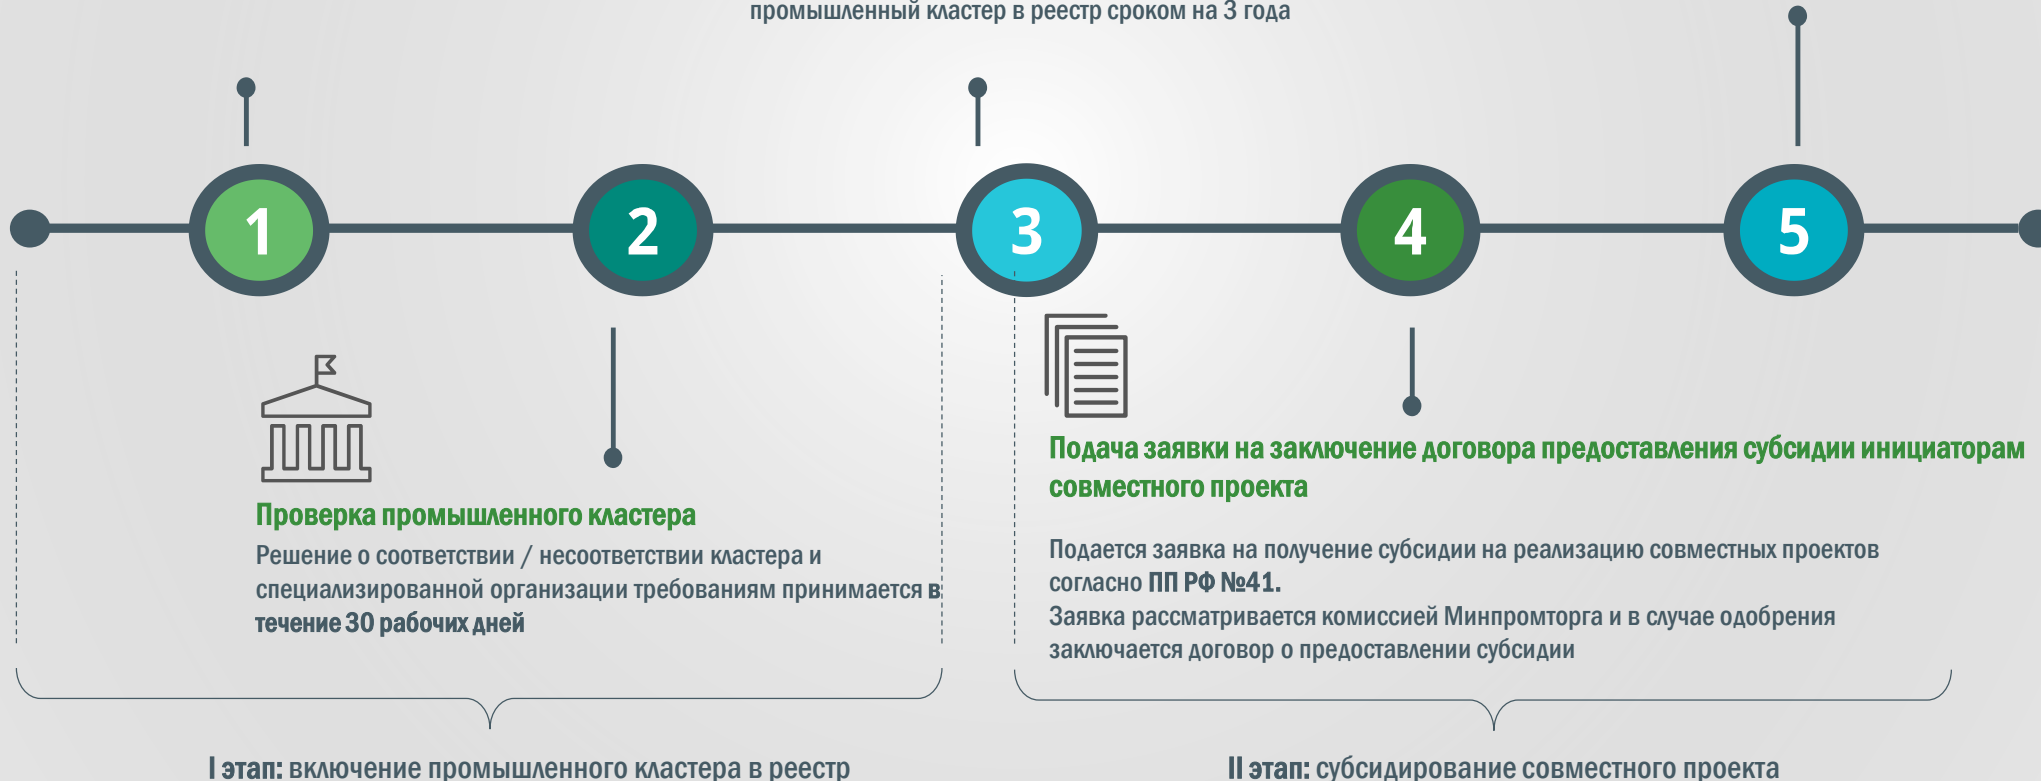 промышленный кластер в реестр сроком на 3 года
1
2
3
4
5
Проверка промышленного кластера
Решение о соответствии / несоответствии кластера и
специализированной организации требованиям принимается в
течение 30 рабочих дней
Подача заявки на заключение договора предоставления субсидии инициаторам
совместного проекта
Подается заявка на получение субсидии на реализацию совместных проектов
согласно ПП РФ №41.
Заявка рассматривается комиссией Минпромторга и в случае одобрения
заключается договор о предоставлении субсидии
I этап: включение промышленного кластера в реестр
II этап: субсидирование совместного проекта